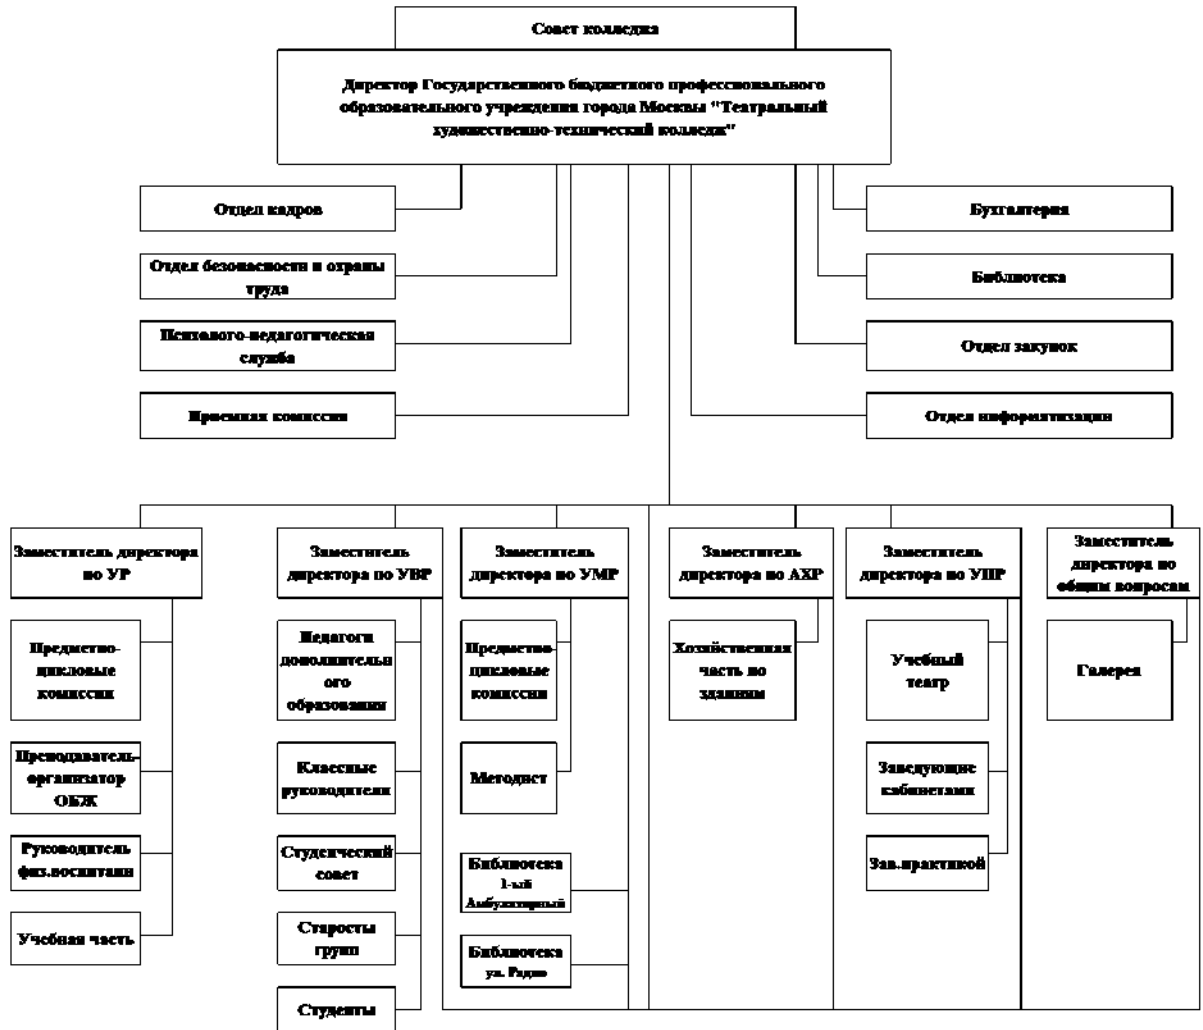 Совет колледжа
Директор Государственного бюджетного профессионального
образовательного учреждения города Москвы "Театральный
художественно-технический колледж"
Отдел кадров
Бухгалтерия
Отдел безопасности и охраны
труда
Библиотека
Психолого-педагогическая
служба
Отдел закупок
Приемная комиссия
Отдел информатизации
Заместитель директора
по УР
Заместитель
директора по УВР
Заместитель
директора по УМР
Заместитель
директора по АХР
Заместитель
директора по УПР
Заместитель
директора по
общим вопросам
Предметно-
цикловые
комиссии
Педагоги
дополнительн
ого
образования
Предметно-
цикловые
комиссии
Хозяйственная
часть по
зданиям
Учебный
театр
Галерея
Преподаватель-
организатор
ОБЖ
Классные
руководители
Методист
Заведующие
кабинетами
Руководитель
физ.воспитани
Студенческий
совет
Библиотека
1-ый
Амбулаторный
Зав.практикой
Учебная часть
Старосты
групп
Библиотека
ул. Радио
Студенты